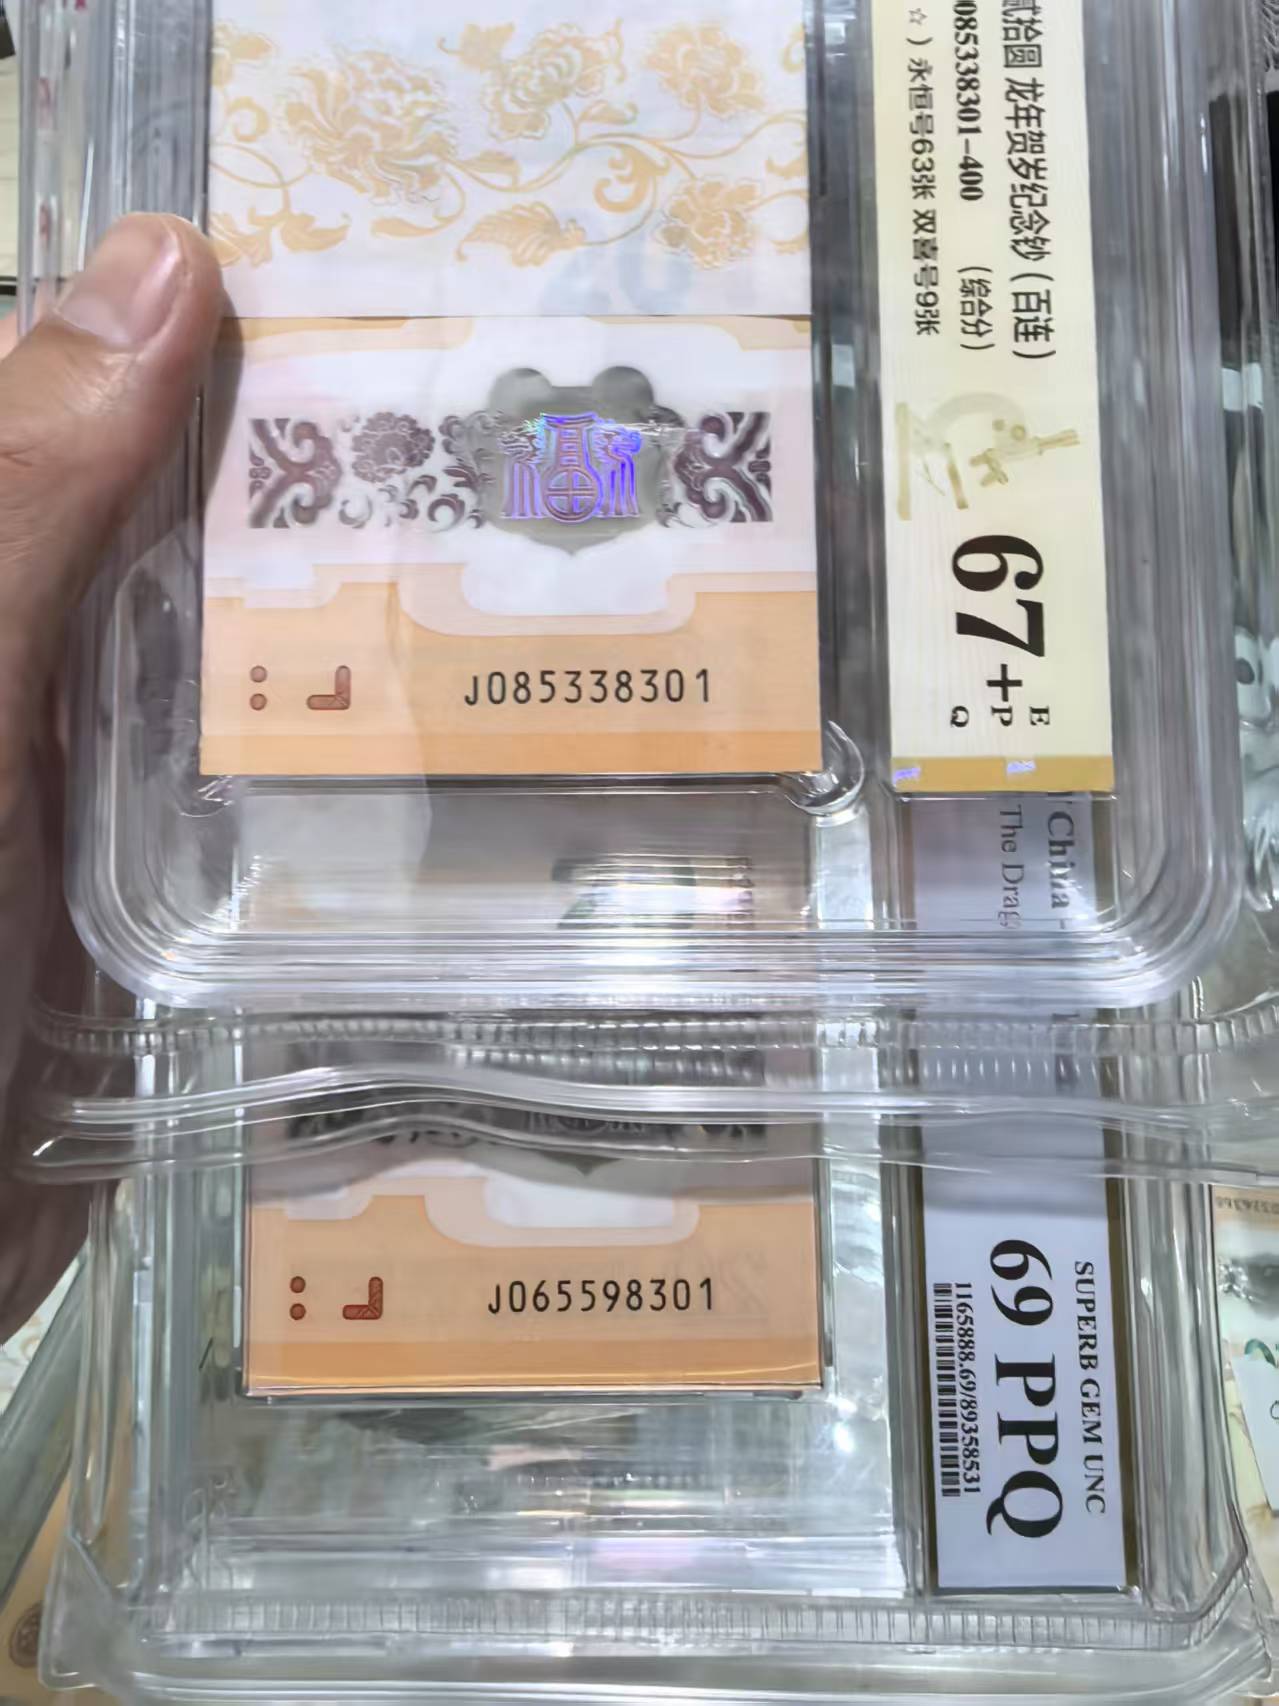 贰拾圆 龙年贺岁纪念钞（百连）
085338301-400 (综合分)
☆）永恒号63张 双喜号9张
67+
E
P
Q
J085338301
China -
The Drag
J065598301
SUPERB GEM UNC
69 PPQ
1165888.69/89358531